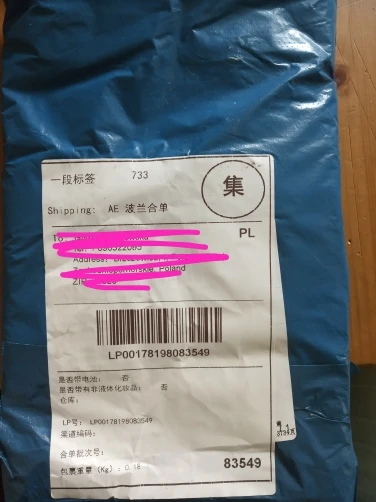 一段标签 733
集
Shipping: AE 波兰合单
To:
PL
Address:
Poland
LP00178198083549
是否带电池: 否
是否带有非液体化妆品: 否
仓库:
LP号: LP00178198083549
渠道编码:
合单批次号:
包裹重量 (Kg) : 0.18
83549